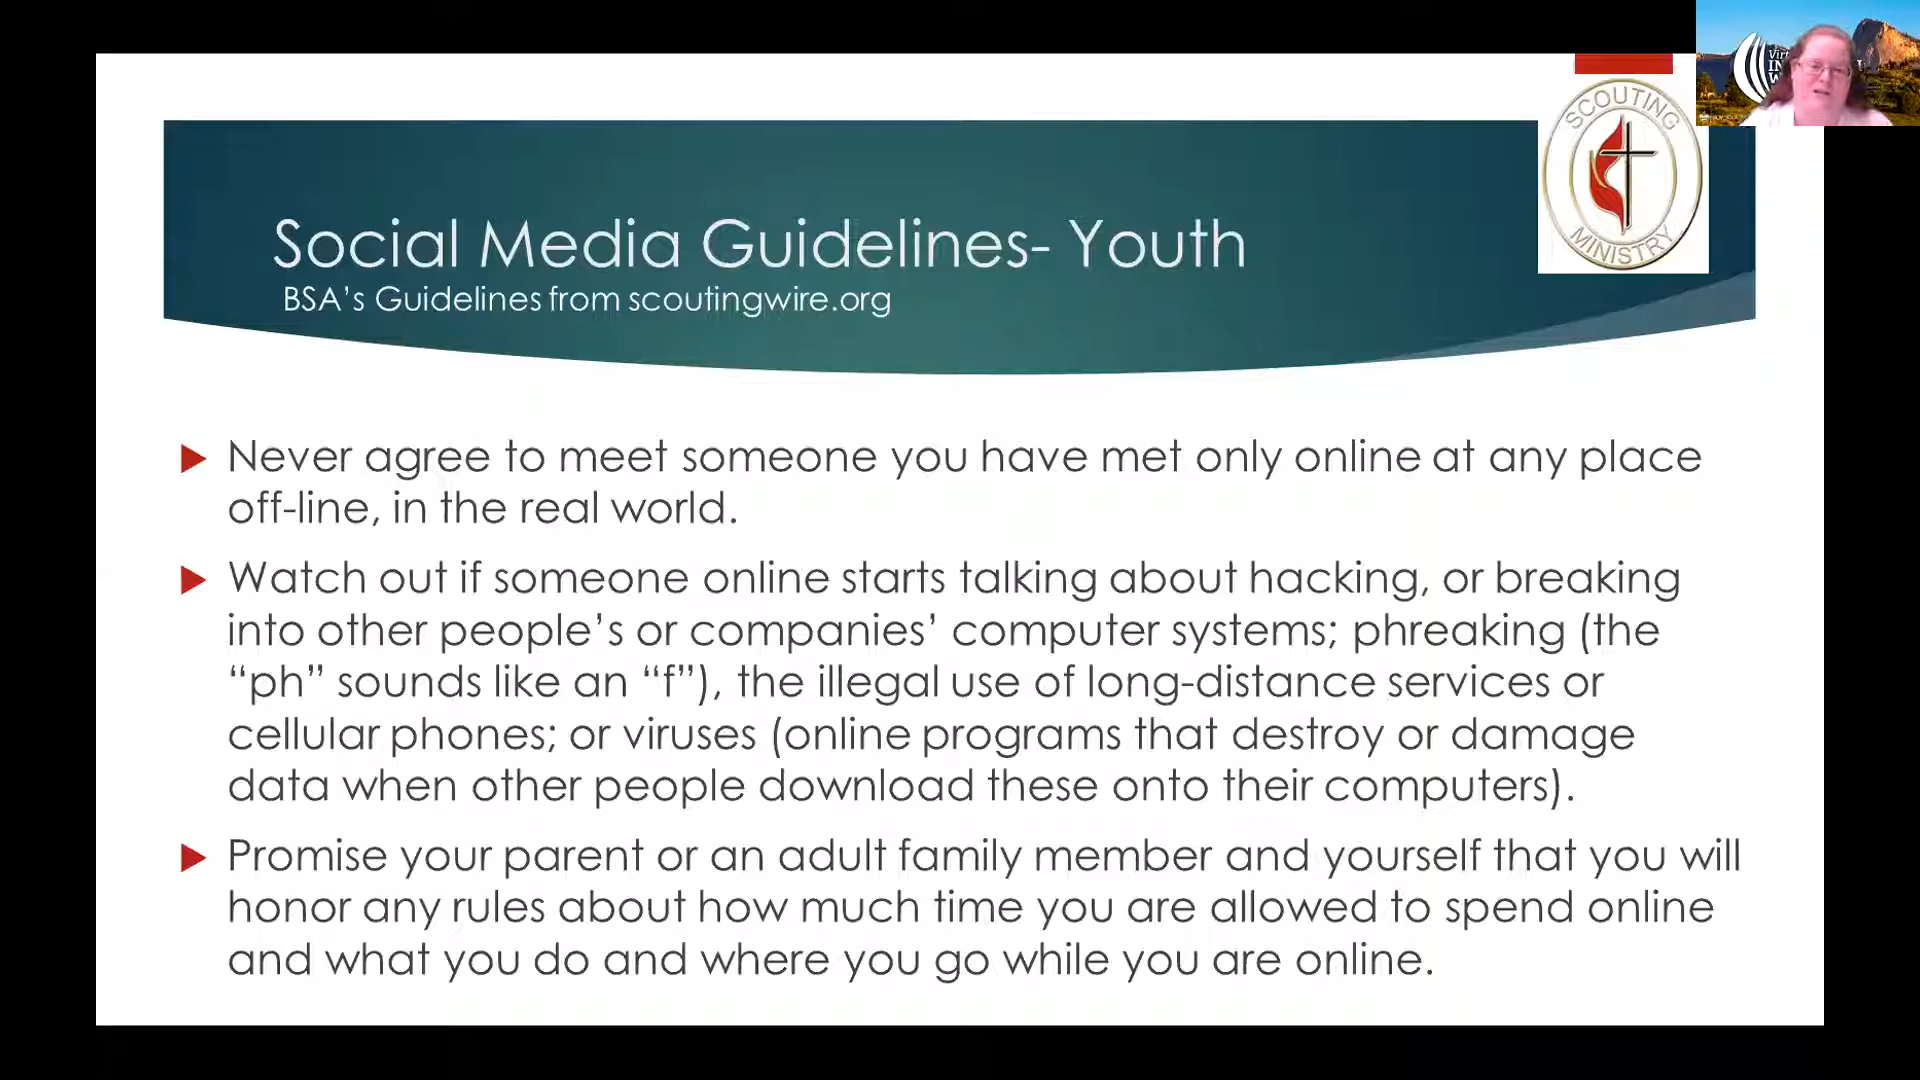 SCOUTING
MINISTRY
Social Media Guidelines- Youth
BSA's Guidelines from scoutingwire.org
Never agree to meet someone you have met only online at any place
off-line, in the real world.
Watch out if someone online starts talking about hacking, or breaking
into other people's or companies' computer systems; phreaking (the
“ph” sounds like an “f”), the illegal use of long-distance services or
cellular phones; or viruses (online programs that destroy or damage
data when other people download these onto their computers).
Promise your parent or an adult family member and yourself that you will
honor any rules about how much time you are allowed to spend online
and what you do and where you go while you are online.